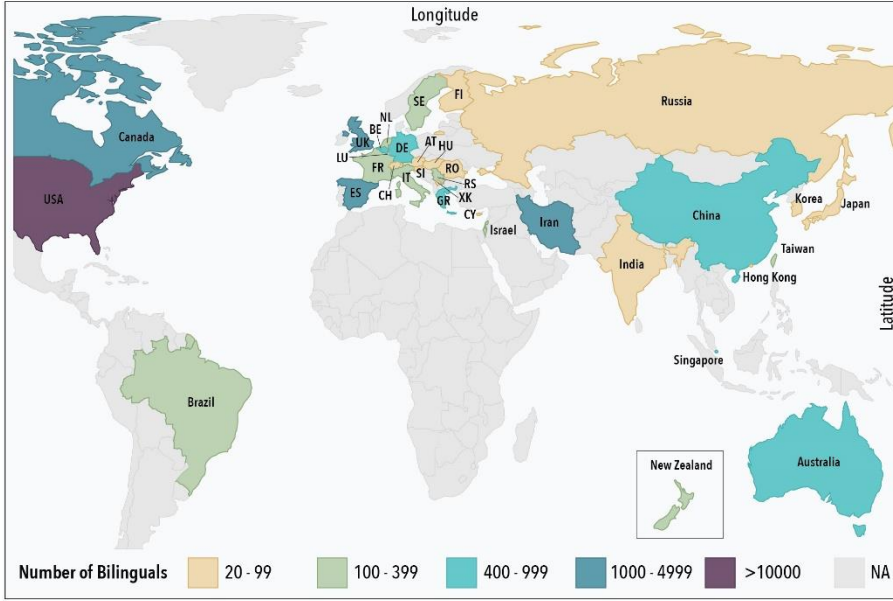 Longitude
Canada
USA
Brazil
SE
FI
NL
BE
UK
DE
AT
HU
LU
FR
IT
SI
RO
RS
ES
CH
XK
GR
CY
Israel
Iran
Russia
China
Korea
Japan
India
Taiwan
Hong Kong
Latitude
Singapore
Australia
New Zealand
Number of Bilinguals
20 - 99
100 - 399
400 - 999
1000 - 4999
>10000
NA